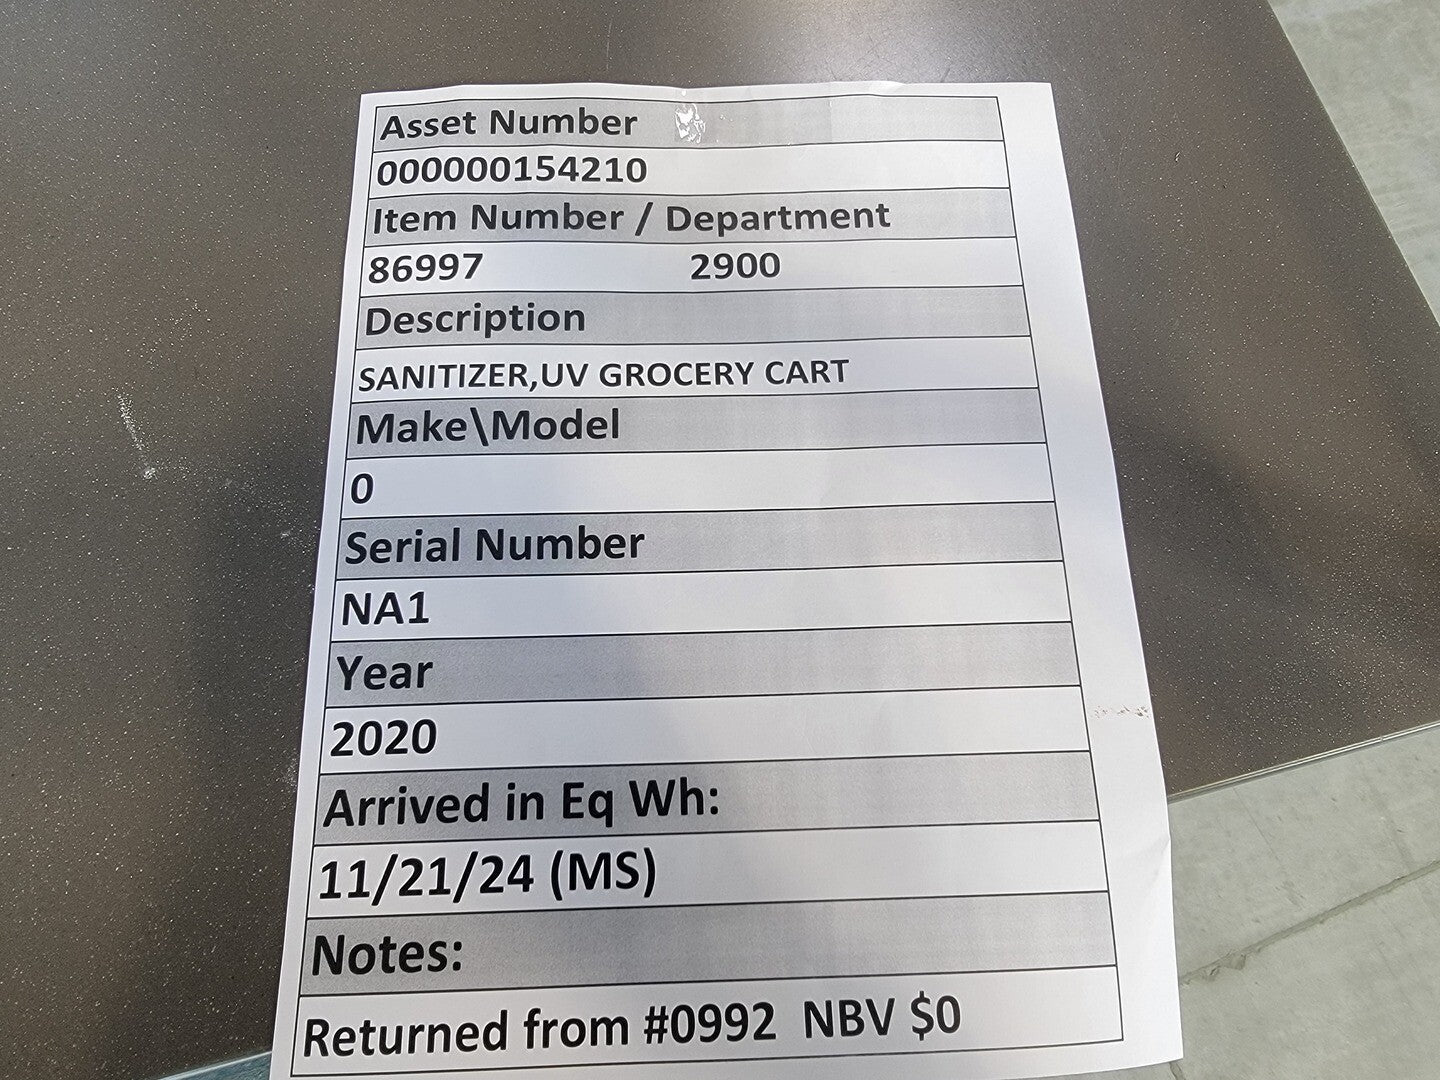 Asset Number
000000154210
Item Number / Department
86997 2900
Description
SANITIZER,UV GROCERY CART
Make\Model
0
Serial Number
NA1
Year
2020
Arrived in Eq Wh:
11/21/24 (MS)
Notes:
Returned from #0992 NBV $0